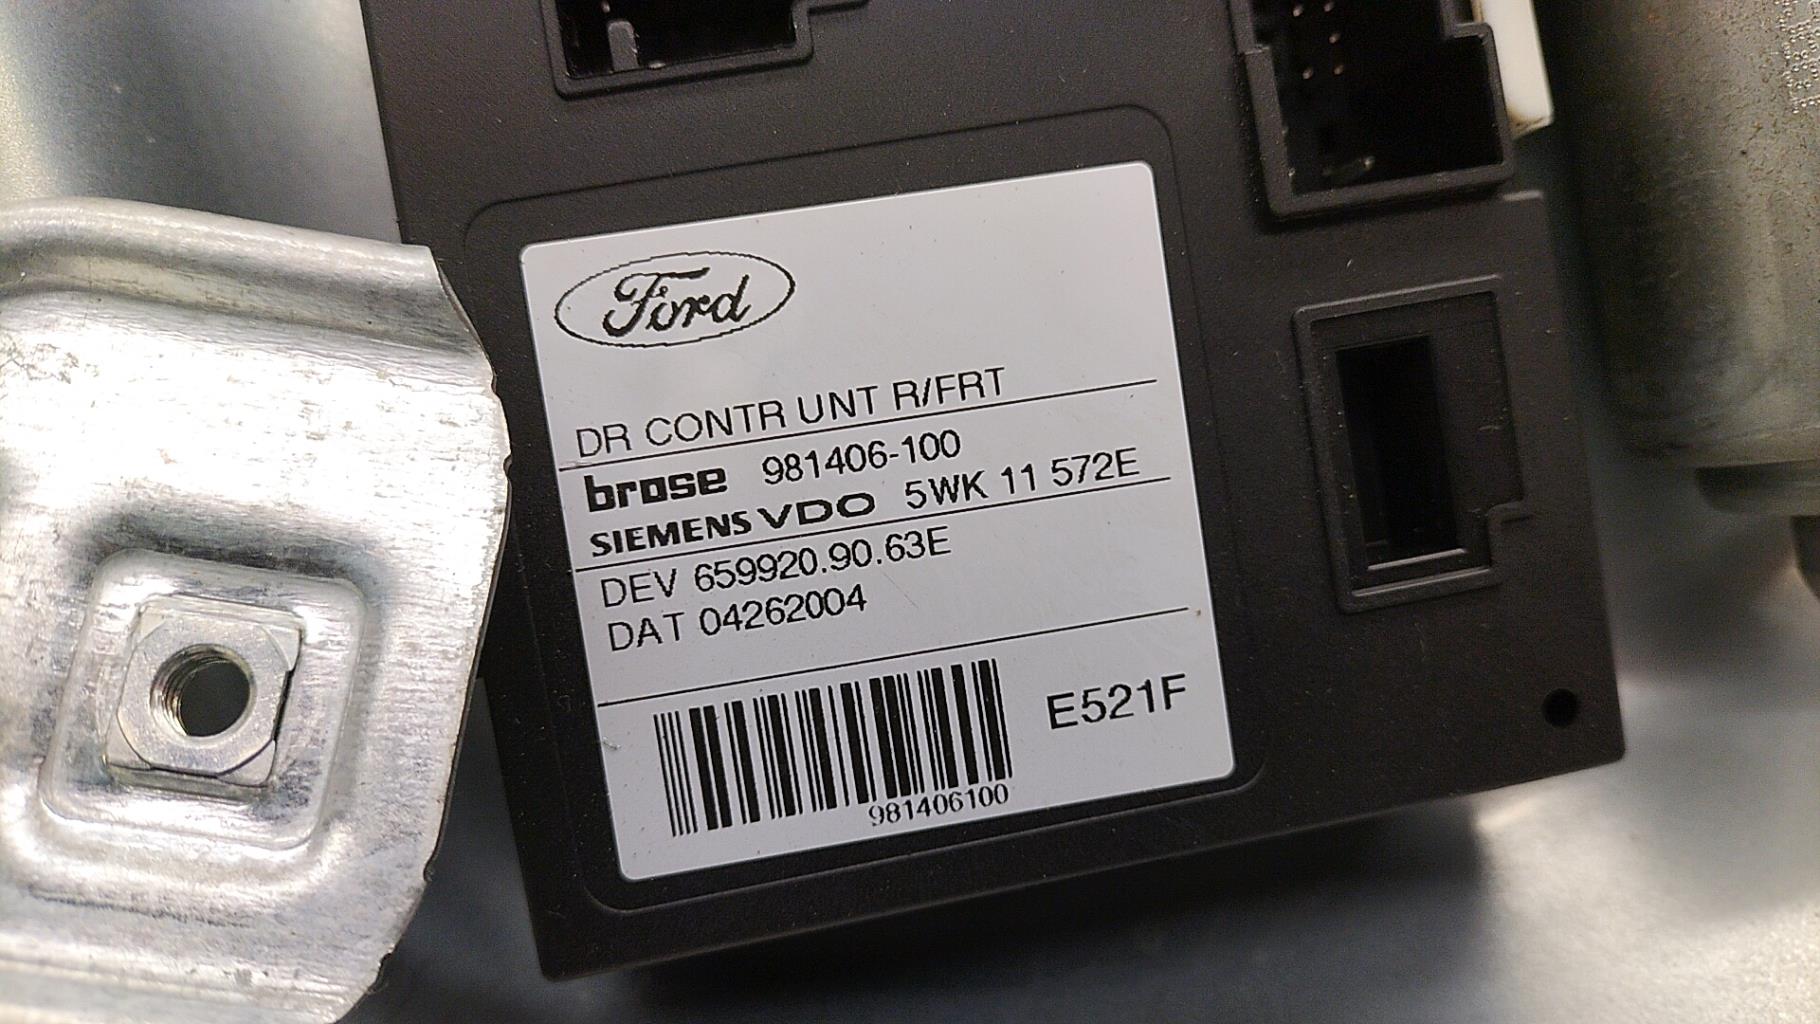 Ford
DR CONTR UNT R/FRT
brose 981406-100
SIEMENS VDO 5WK 11 572E
DEV 659920.90.63E
DAT 04262004
E521F
981406100